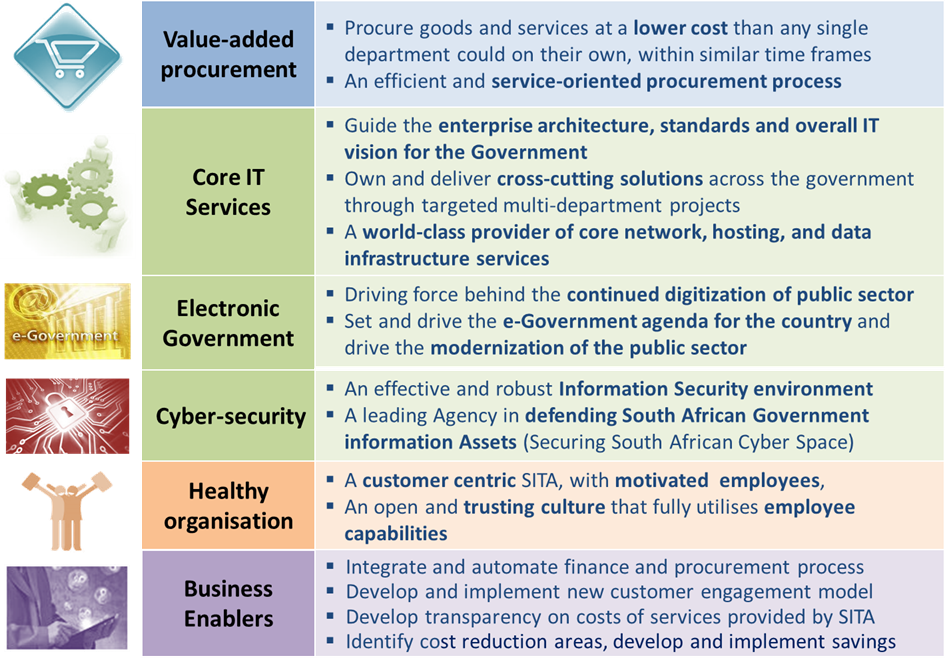 Value-added
procurement
▪ Procure goods and services at a lower cost than any single
department could on their own, within similar time frames
▪ An efficient and service-oriented procurement process
Core IT
Services
▪ Guide the enterprise architecture, standards and overall IT
vision for the Government
▪ Own and deliver cross-cutting solutions across the government
through targeted multi-department projects
▪ A world-class provider of core network, hosting, and data
infrastructure services
e-Government
Electronic
Government
▪ Driving force behind the continued digitization of public sector
▪ Set and drive the e-Government agenda for the country and
drive the modernization of the public sector
Cyber-security
▪ An effective and robust Information Security environment
▪ A leading Agency in defending South African Government
information Assets (Securing South African Cyber Space)
Healthy
organisation
▪ A customer centric SITA, with motivated employees,
▪ An open and trusting culture that fully utilises employee
capabilities
Business
Enablers
▪ Integrate and automate finance and procurement process
▪ Develop and implement new customer engagement model
▪ Develop transparency on costs of services provided by SITA
▪ Identify cost reduction areas, develop and implement savings